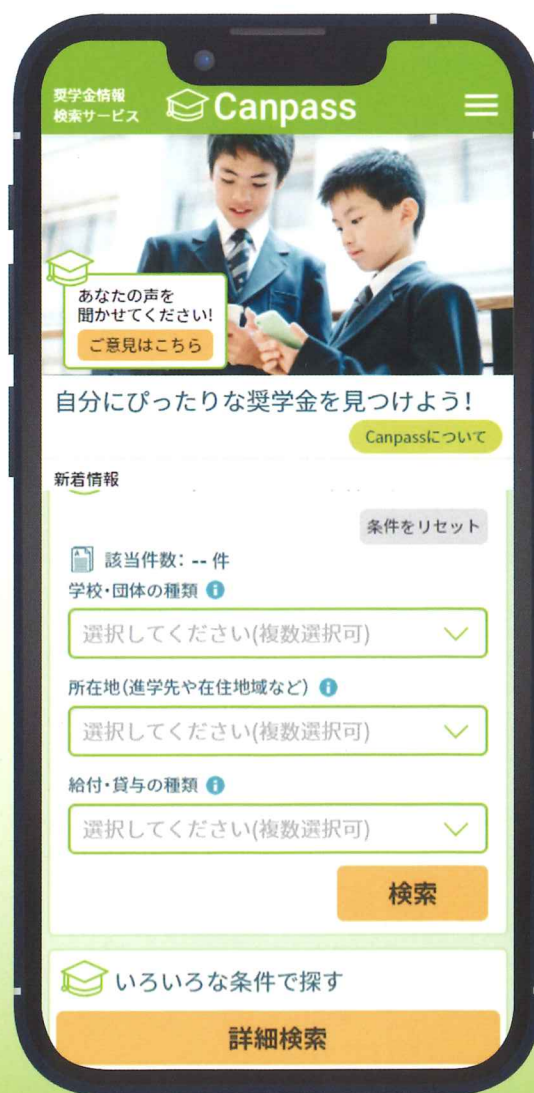 奨学金情報
検索サービス
Canpass
あなたの声を
聞かせてください!
ご意見はこちら
自分にぴったりな奨学金を見つけよう!
Canpassについて
新着情報
条件をリセット
該当件数: -- 件
学校・団体の種類
選択してください(複数選択可)
所在地(進学先や在住地域など)
選択してください(複数選択可)
給付・貸与の種類
選択してください(複数選択可)
検索
いろいろな条件で探す
詳細検索